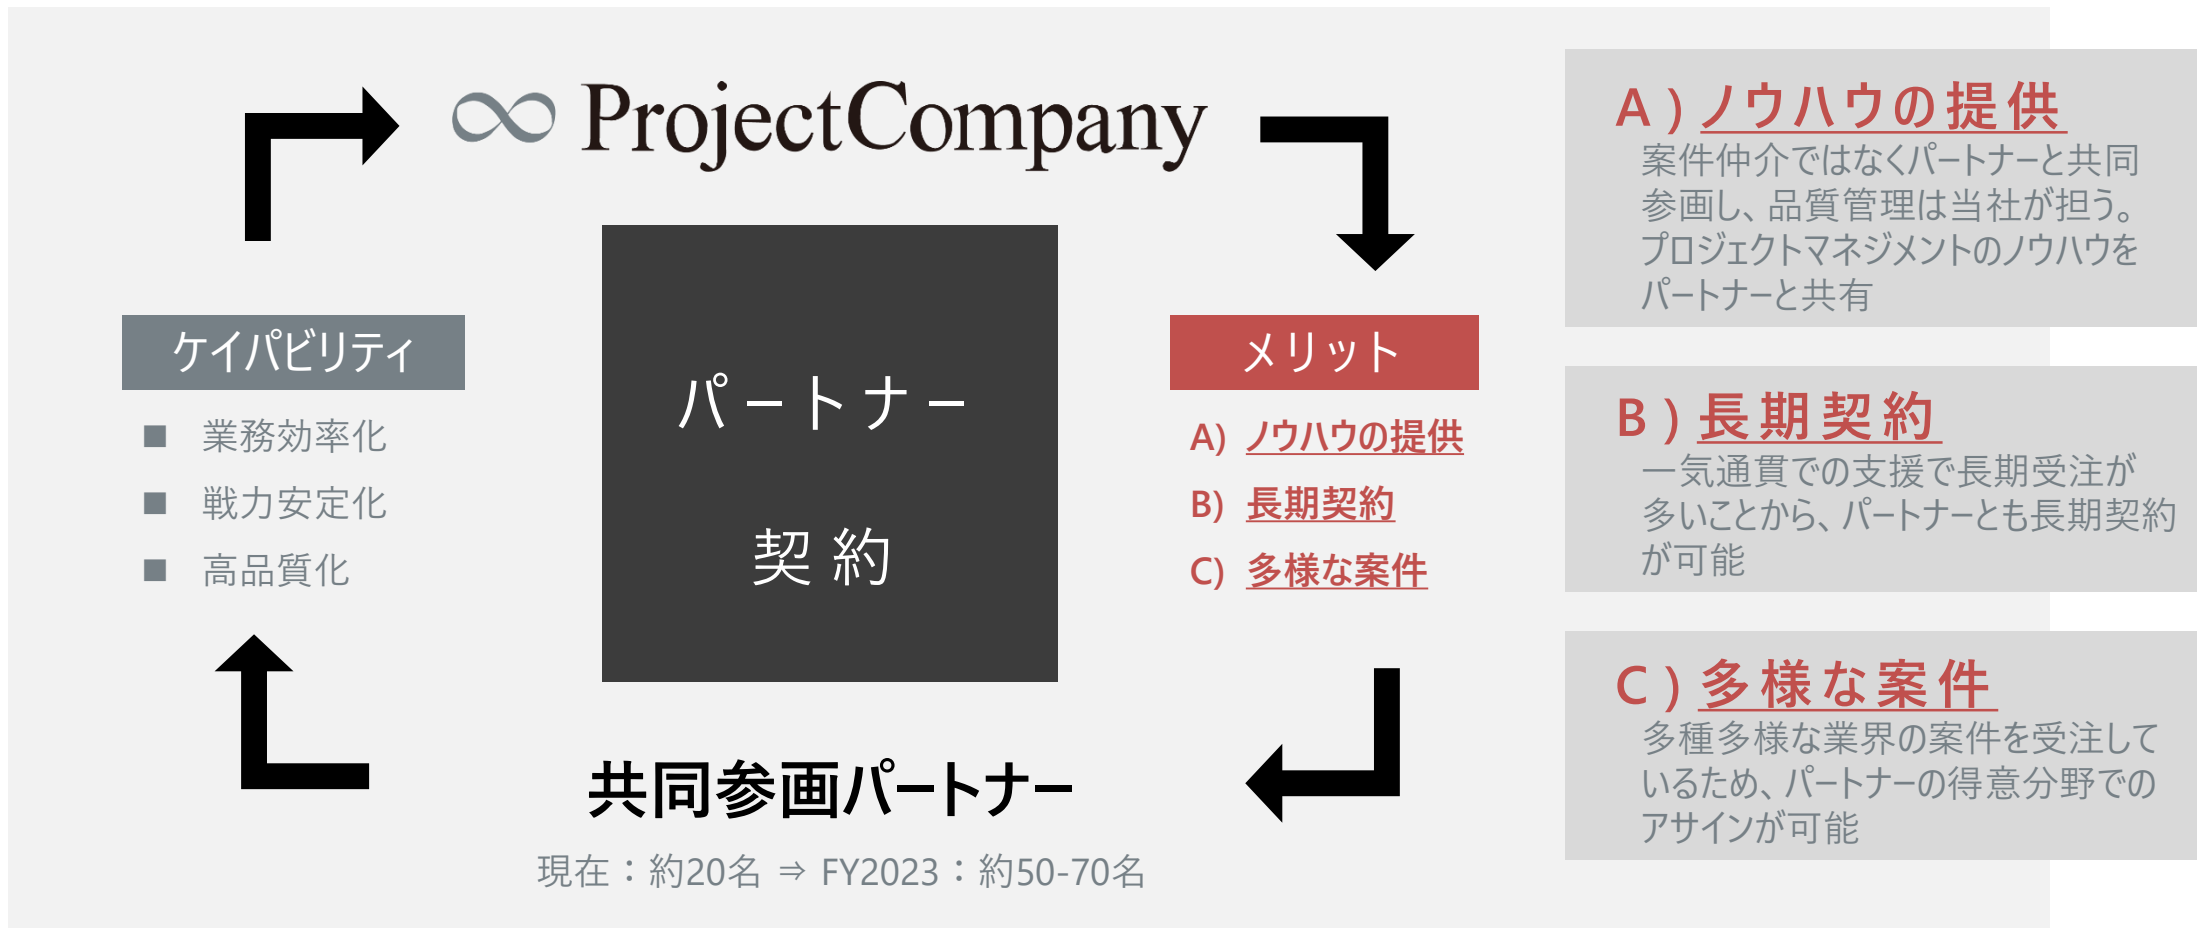 ∞ ProjectCompany
パートナー
契約
ケイパビリティ
■ 業務効率化
■ 戦力安定化
■ 高品質化
メリット
A) ノウハウの提供
B) 長期契約
C) 多様な案件
共同参画パートナー
現在：約20名 ⇒ FY2023：約50-70名
A）ノウハウの提供
案件仲介ではなくパートナーと共同
参画し、品質管理は当社が担う。
プロジェクトマネジメントのノウハウを
パートナーと共有
B）長期契約
一気通貫での支援で長期受注が
多いことから、パートナーとも長期契約
が可能
C）多様な案件
多種多様な業界の案件を受注して
いるため、パートナーの得意分野での
アサインが可能